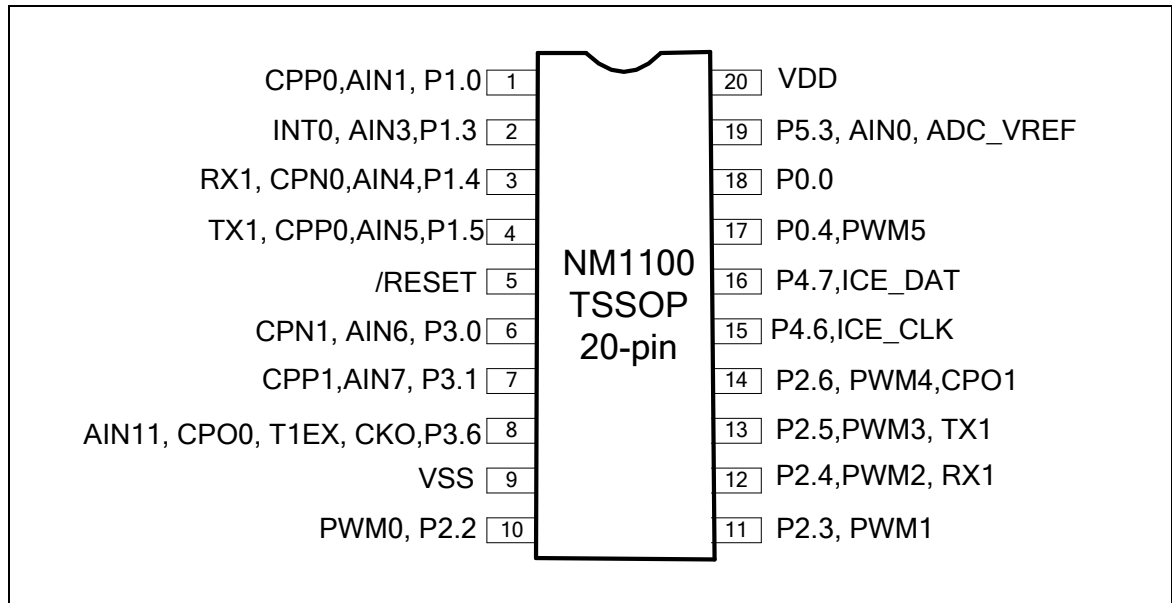 CPP0,AIN1, P1.0 1
INT0, AIN3,P1.3 2
RX1, CPN0,AIN4,P1.4 3
TX1, CPP0,AIN5,P1.5 4
/RESET 5
CPN1, AIN6, P3.0 6
CPP1,AIN7, P3.1 7
AIN11, CPO0, T1EX, CKO,P3.6 8
VSS 9
PWM0, P2.2 10
NM1100
TSSOP
20-pin
20 VDD
19 P5.3, AIN0, ADC_VREF
18 P0.0
17 P0.4,PWM5
16 P4.7,ICE_DAT
15 P4.6,ICE_CLK
14 P2.6, PWM4,CPO1
13 P2.5,PWM3, TX1
12 P2.4,PWM2, RX1
11 P2.3, PWM1